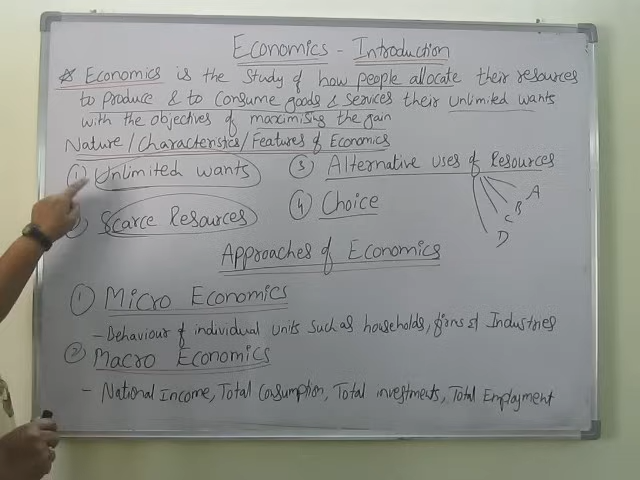 Economics - Introduction
* Economics is the study of how people allocate their resources
to produce & to consume goods & services their unlimited wants
with the objectives of maximising the gain
Nature/Characteristics/Features of Economics
① Unlimited wants
② Scarce Resources
③ Alternative uses of Resources
A
B
C
D
④ Choice
Approaches of Economics
① Micro Economics
- Behaviour of individual units such as households, firms & Industries
② Macro Economics
- National Income, Total Consumption, Total investments, Total Employment